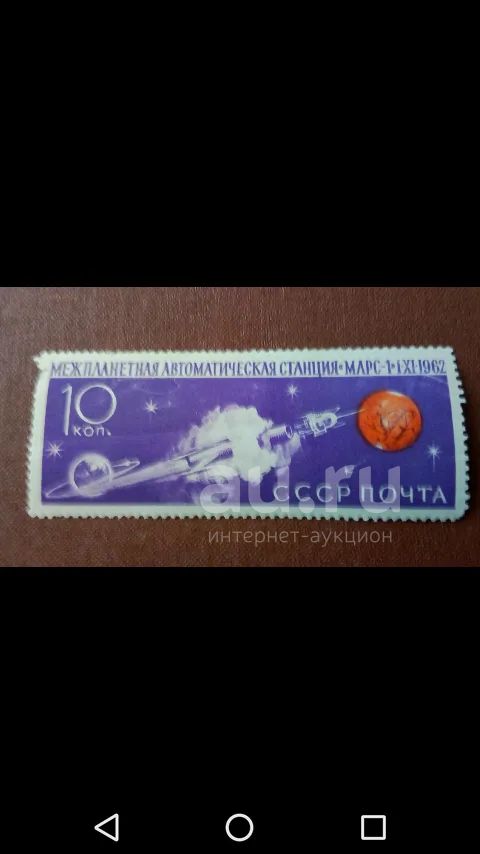 МЕЖПЛАНЕТНАЯ АВТОМАТИЧЕСКАЯ СТАНЦИЯ «МАРС-1» 1 XI-1962
10
КОП.
СССР ПОЧТА
au.ru
интернет-аукцион